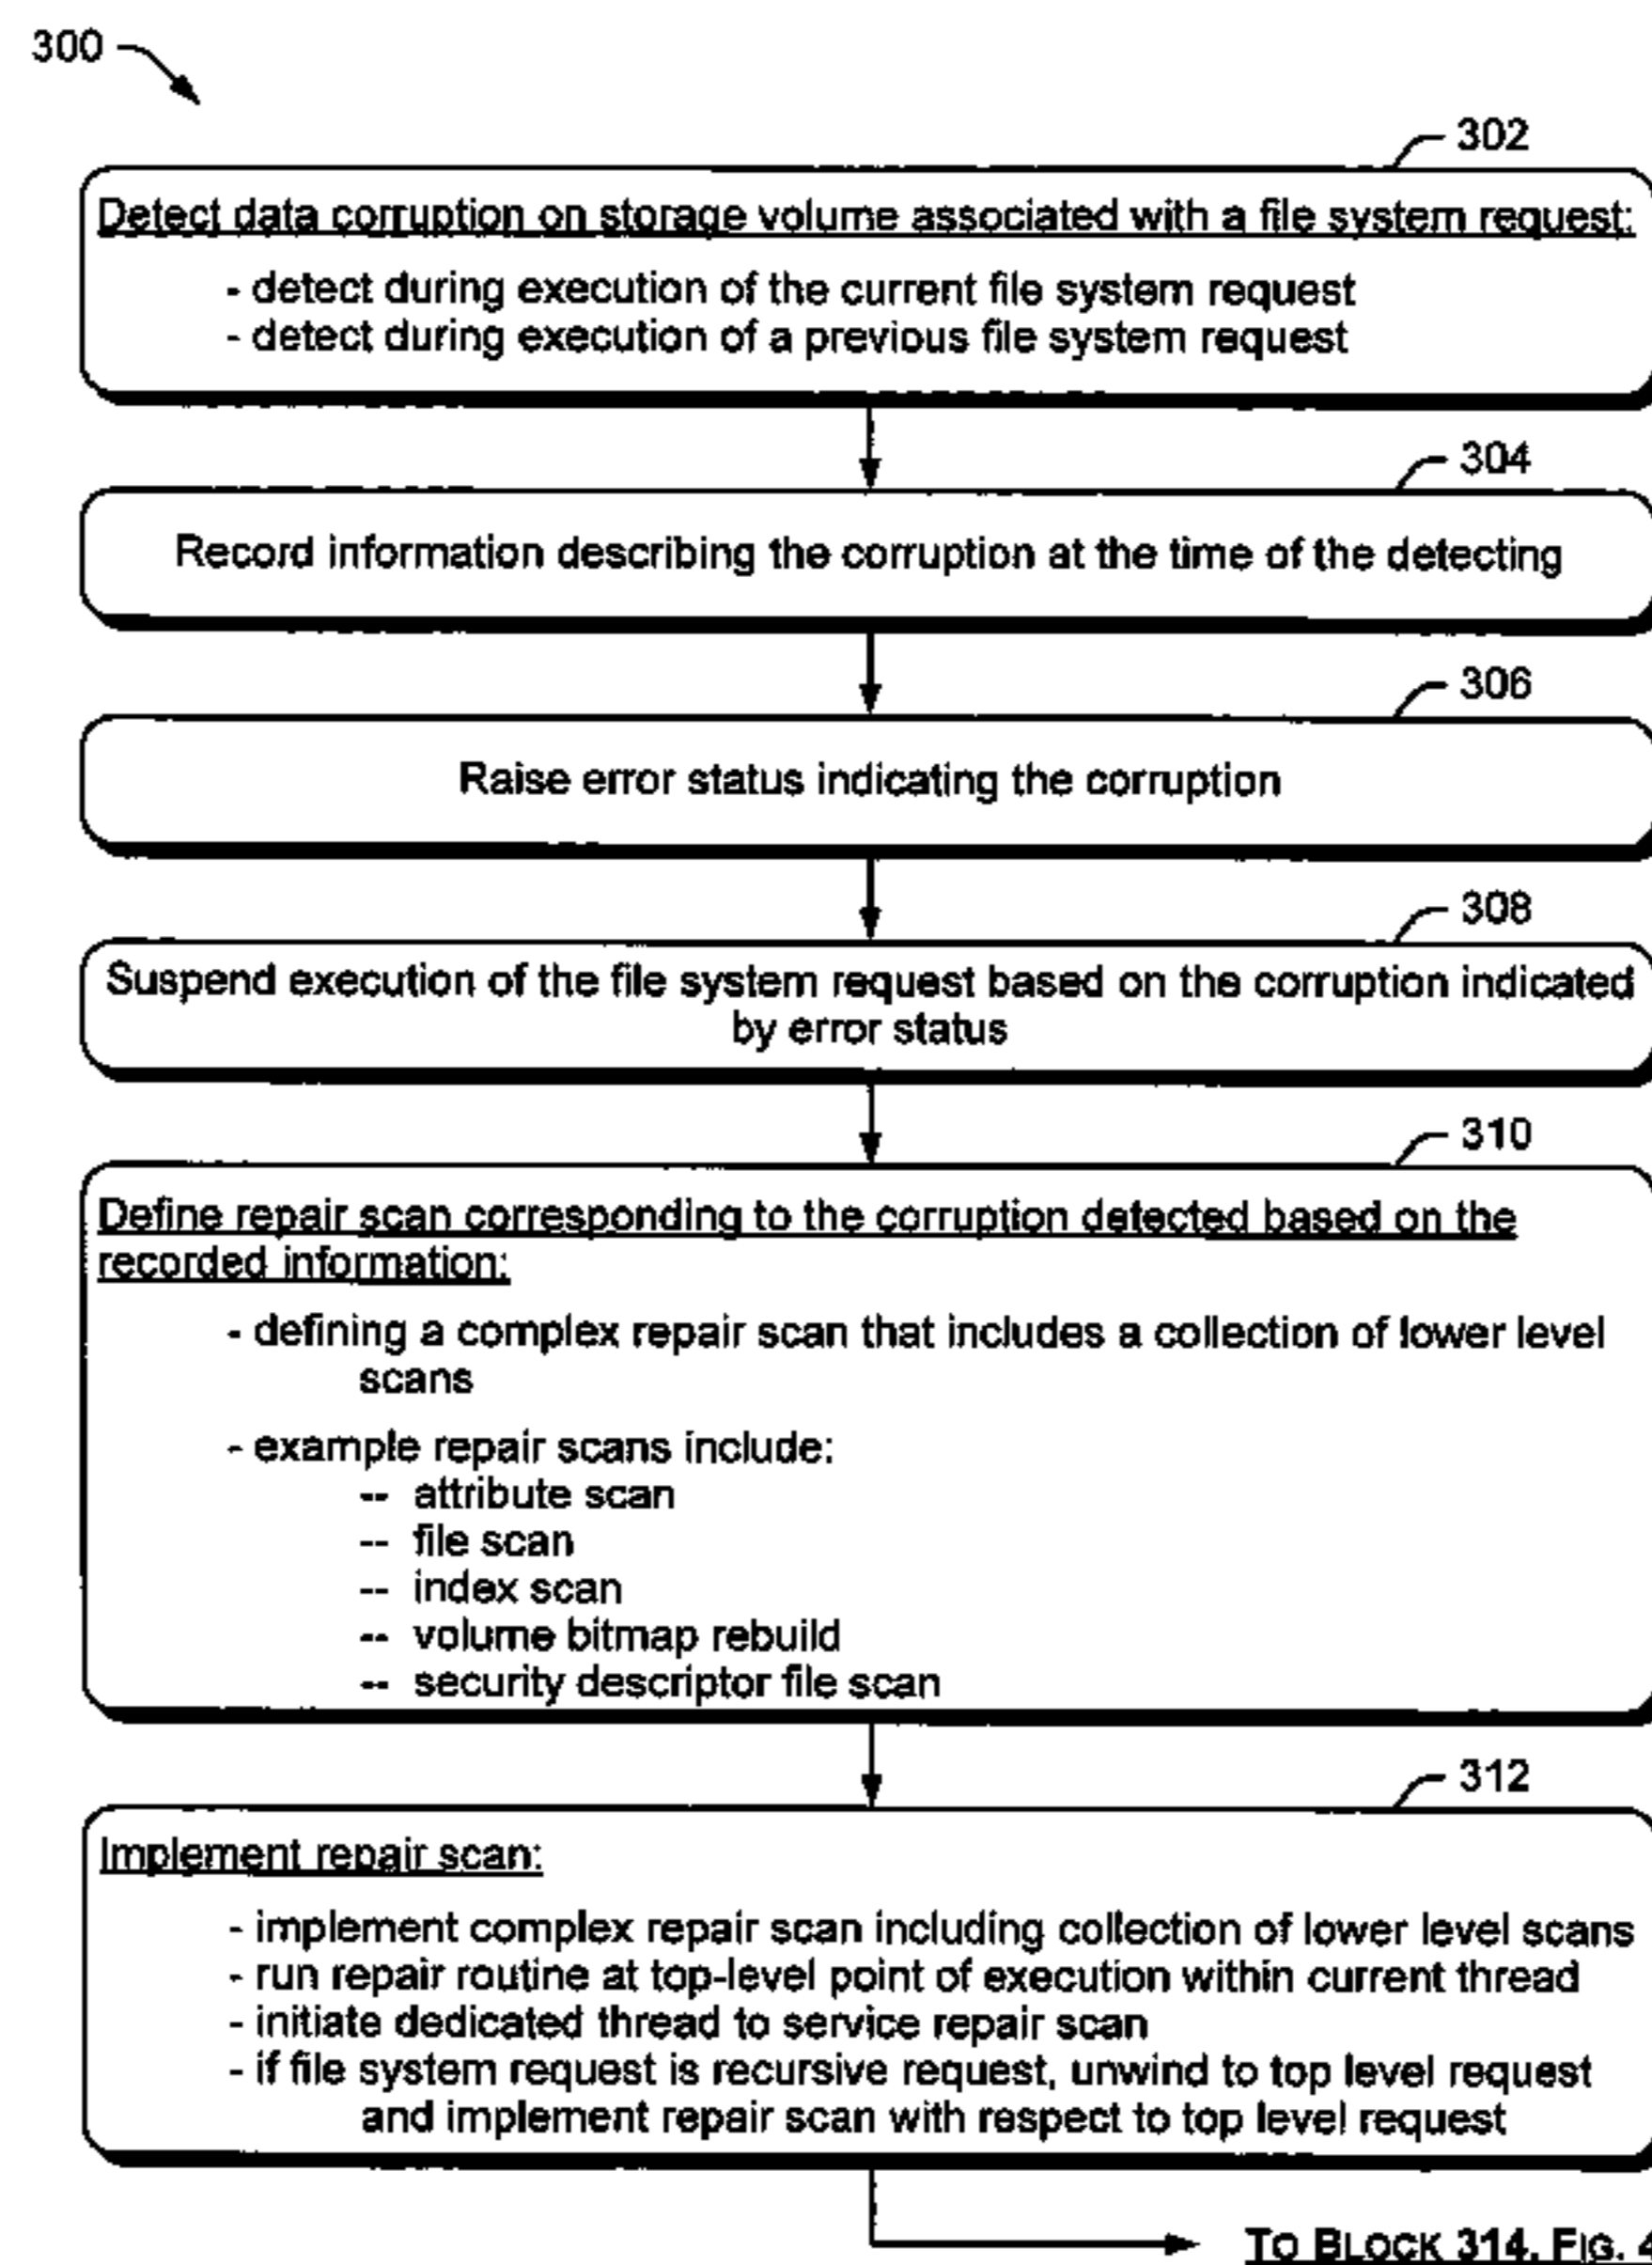 300
302
Detect data corruption on storage volume associated with a file system request:
- detect during execution of the current file system request
- detect during execution of a previous file system request
304
Record information describing the corruption at the time of the detecting
306
Raise error status indicating the corruption
308
Suspend execution of the file system request based on the corruption indicated
by error status
310
Define repair scan corresponding to the corruption detected based on the
recorded information:
- defining a complex repair scan that includes a collection of lower level
scans
- example repair scans include:
-- attribute scan
-- file scan
-- index scan
-- volume bitmap rebuild
-- security descriptor file scan
312
Implement repair scan:
- implement complex repair scan including collection of lower level scans
- run repair routine at top-level point of execution within current thread
- initiate dedicated thread to service repair scan
- if file system request is recursive request, unwind to top level request
and implement repair scan with respect to top level request
TO BLOCK 314, FIG. 4